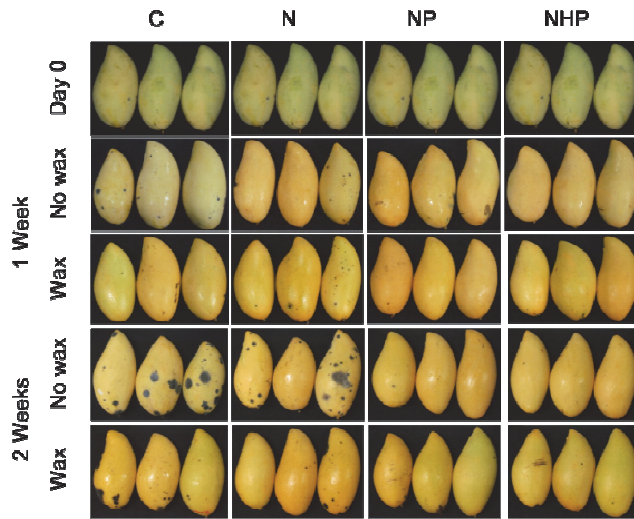 C N NP NHP
Day 0
1 Week
No wax
Wax
2 Weeks
No wax
Wax